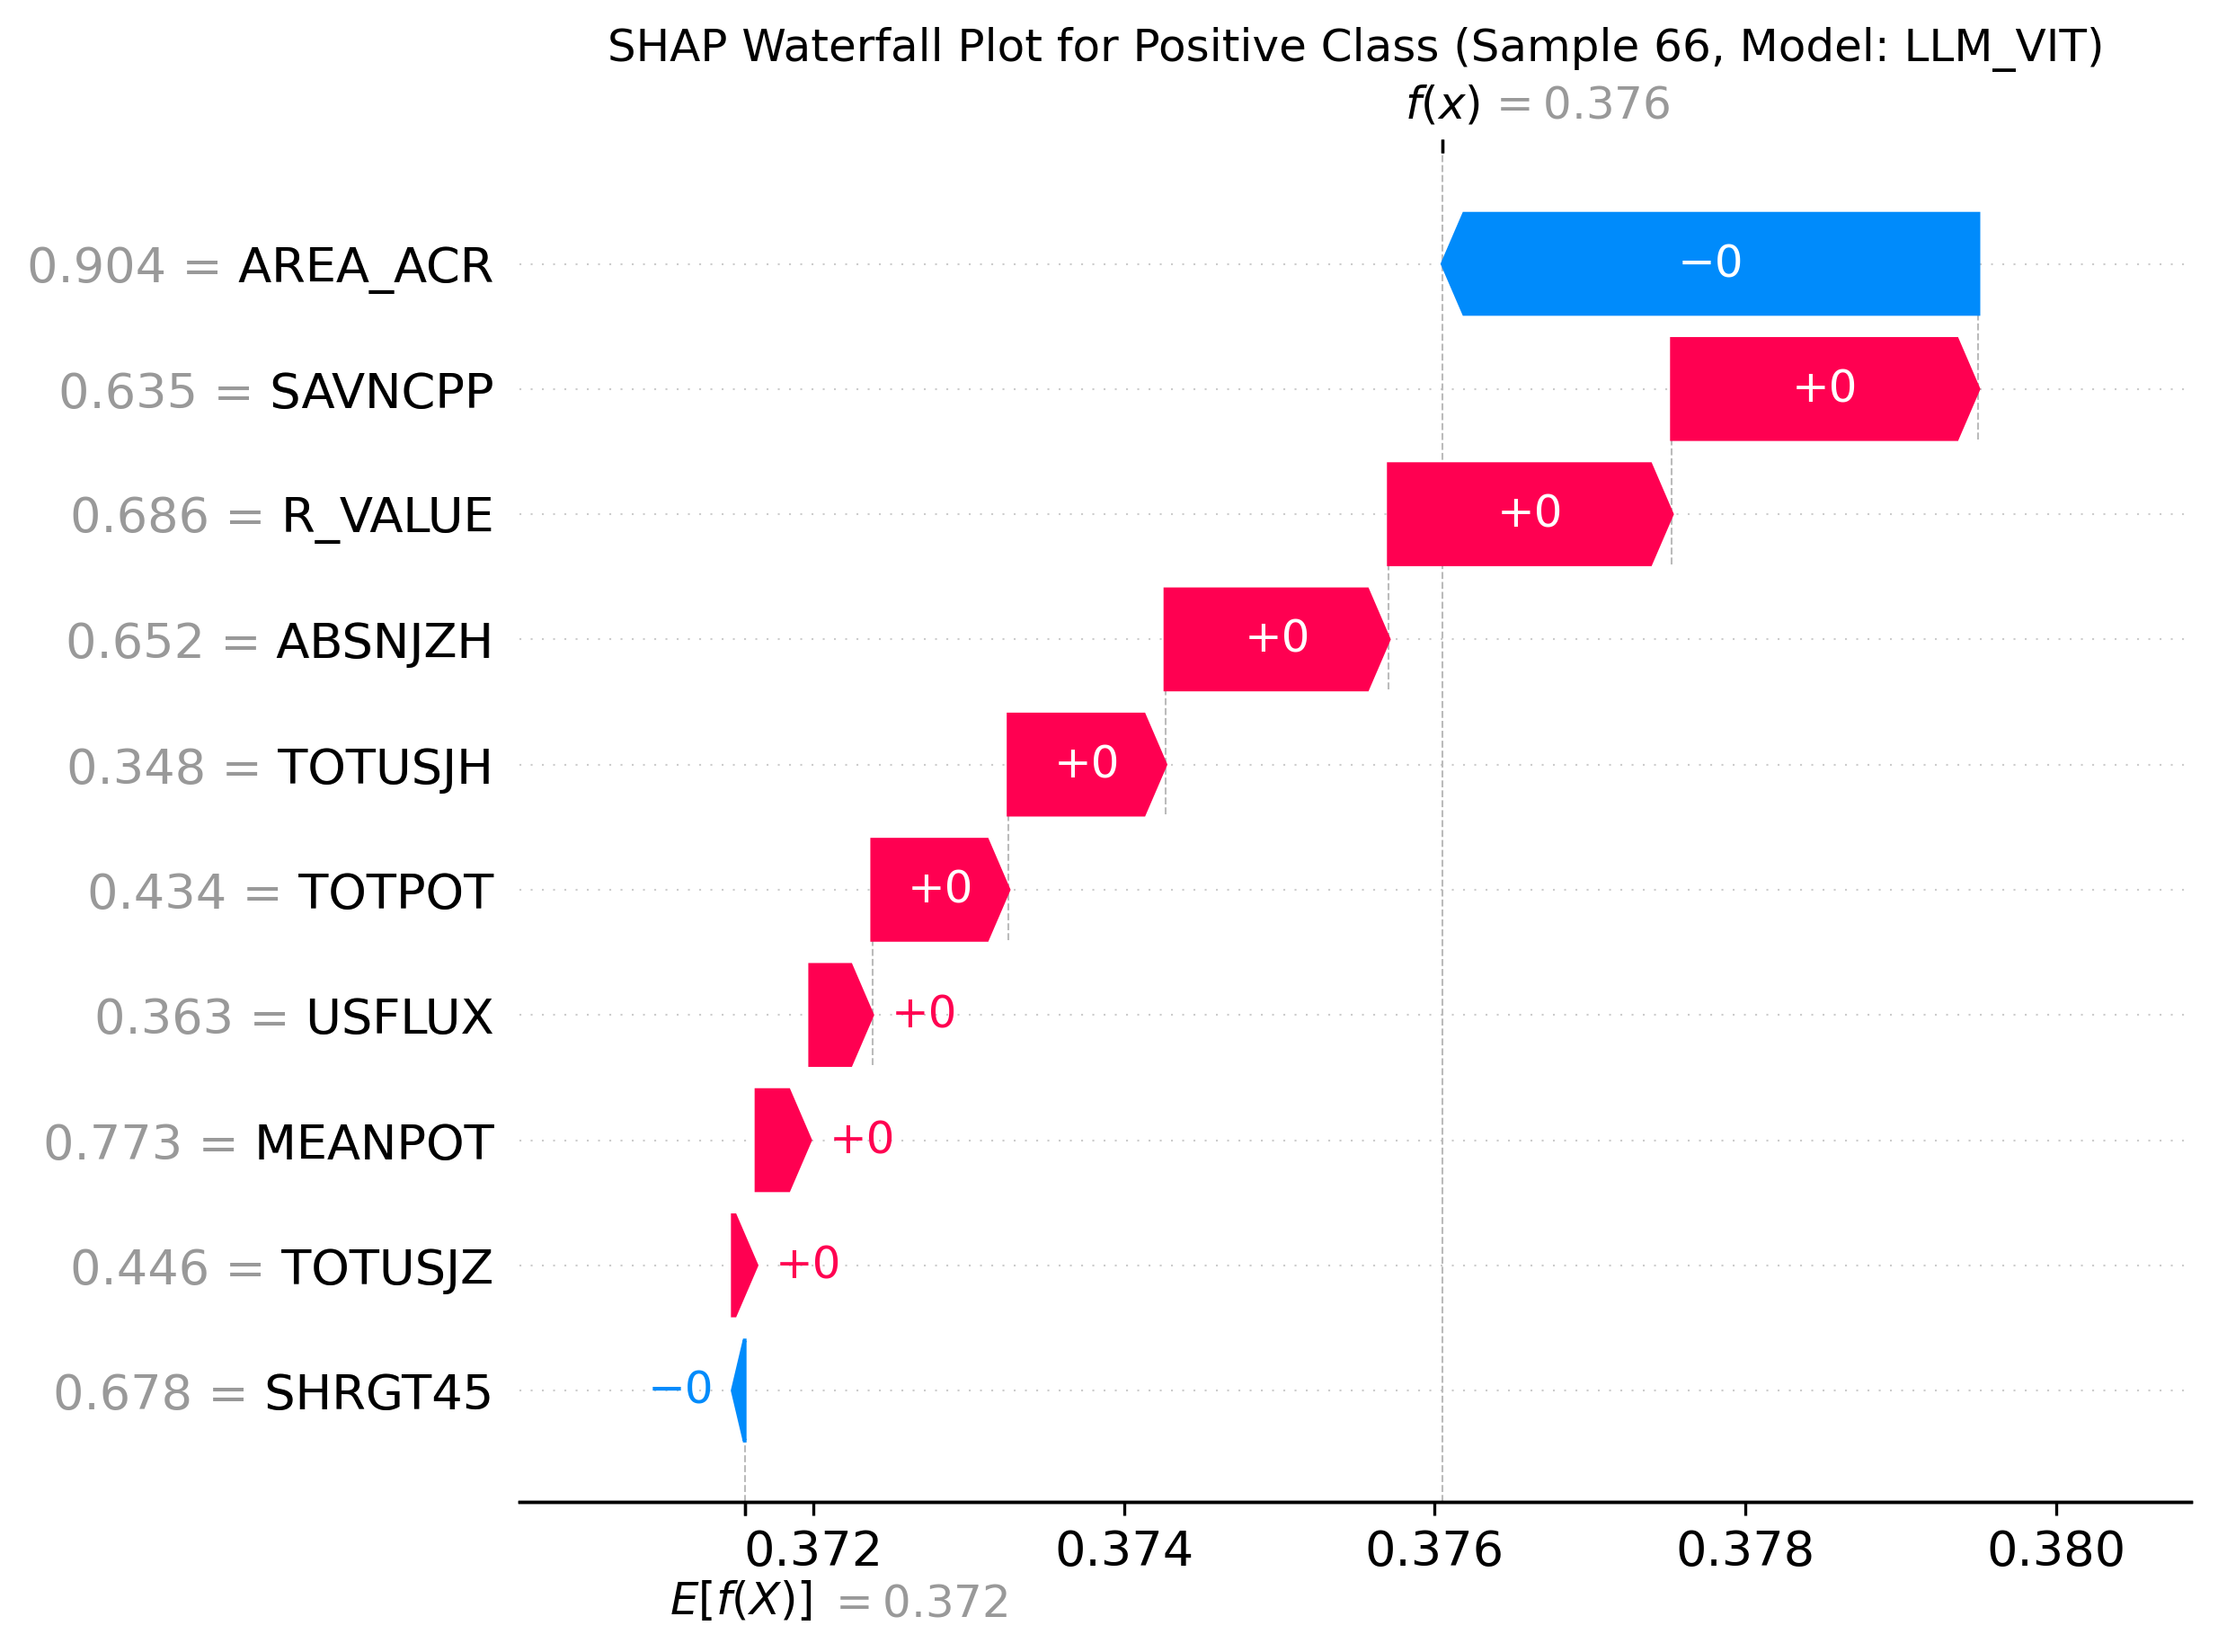 SHAP Waterfall Plot for Positive Class (Sample 66, Model: LLM_VIT)
f(x) = 0.376
0.904 = AREA_ACR −0
0.635 = SAVNCPP +0
0.686 = R_VALUE +0
0.652 = ABSNJZH +0
0.348 = TOTUSJH +0
0.434 = TOTPOT +0
0.363 = USFLUX +0
0.773 = MEANPOT +0
0.446 = TOTUSJZ +0
0.678 = SHRGT45 −0
0.372 0.374 0.376 0.378 0.380
E[f(X)] = 0.372